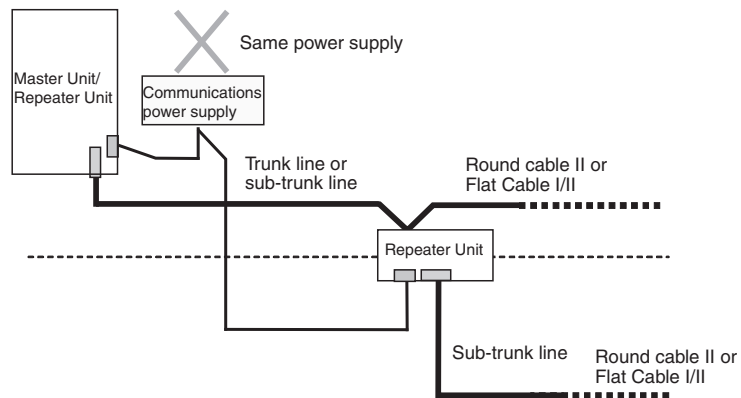 Same power supply
Master Unit/
Repeater Unit
Communications
power supply
Trunk line or
sub-trunk line
Round cable II or
Flat Cable I/II
Repeater Unit
Sub-trunk line
Round cable II or
Flat Cable I/II